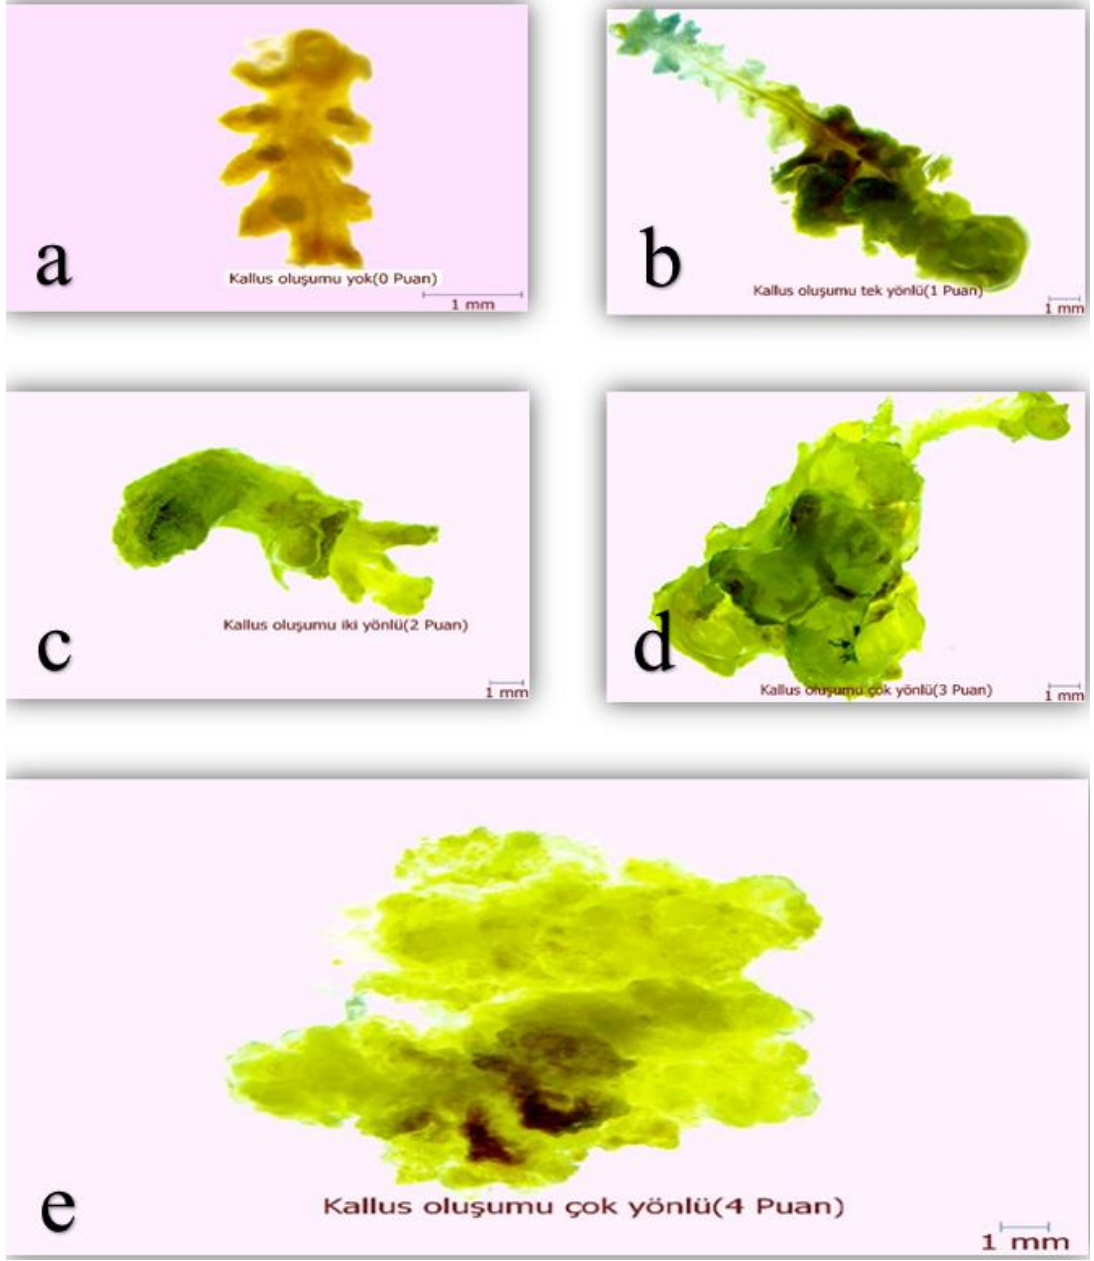 a
Kallus oluşumu yok(0 Puan)
1 mm
b
Kallus oluşumu tek yönlü(1 Puan)
1 mm
c
Kallus oluşumu iki yönlü(2 Puan)
1 mm
d
Kallus oluşumu çok yönlü(3 Puan)
1 mm
e
Kallus oluşumu çok yönlü(4 Puan)
1 mm